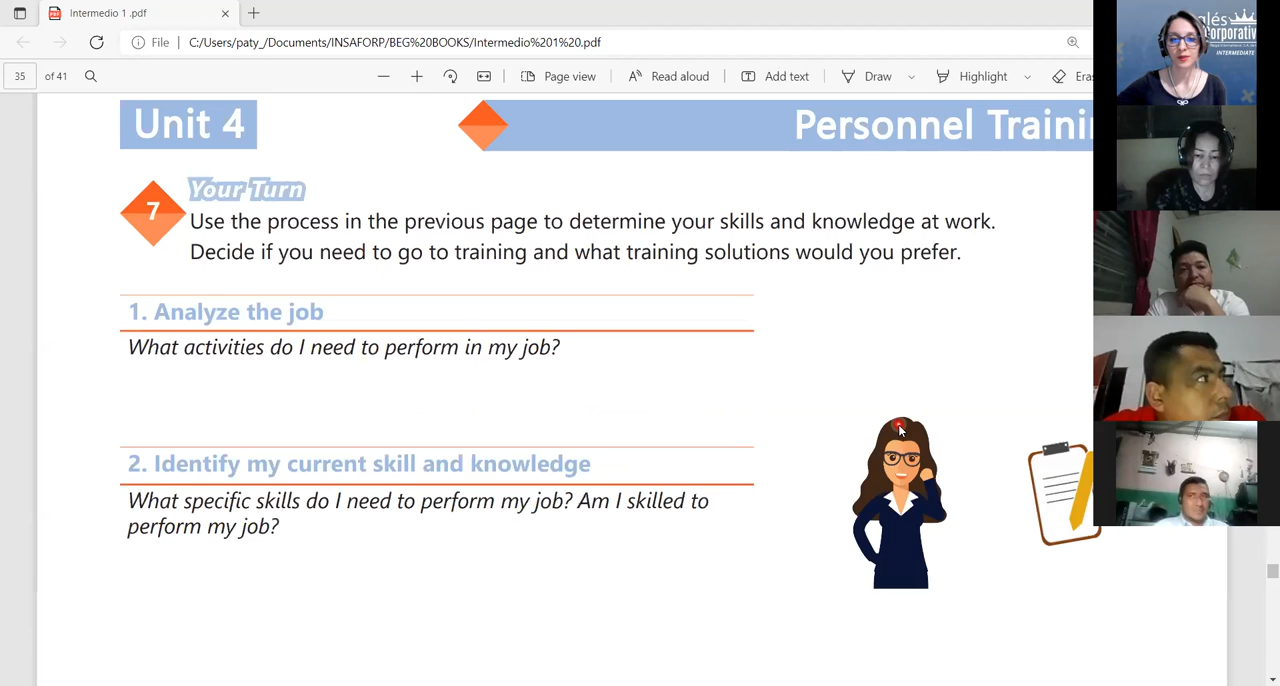 Intermedio 1 .pdf
File
C:/Users/paty_/Documents/INSAFORP/BEG%20BOOKS/Intermedio%201%20.pdf
35 of 41
Page view
Read aloud
Add text
Draw
Highlight
Eras
glés
orporativ
INTERMEDIATE
Unit 4
Personnel Traini
7
Your Turn
Use the process in the previous page to determine your skills and knowledge at work.
Decide if you need to go to training and what training solutions would you prefer.
1. Analyze the job
What activities do I need to perform in my job?
2. Identify my current skill and knowledge
What specific skills do I need to perform my job? Am I skilled to
perform my job?